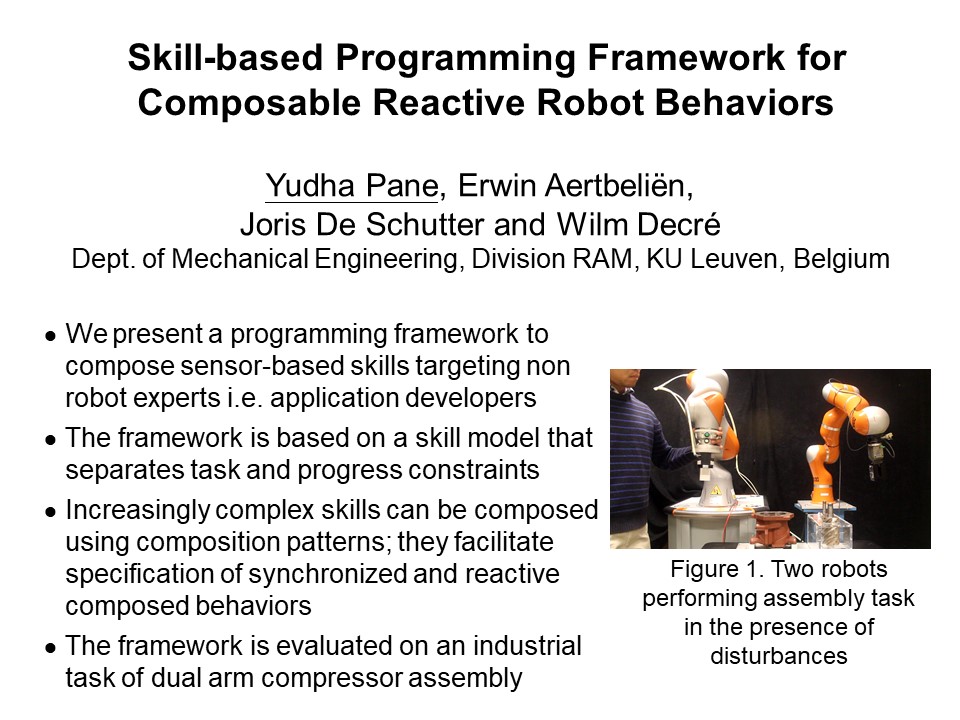 Skill-based Programming Framework for
Composable Reactive Robot Behaviors
Yudha Pane, Erwin Aertbeliën,
Joris De Schutter and Wilm Decré
Dept. of Mechanical Engineering, Division RAM, KU Leuven, Belgium
● We present a programming framework to
compose sensor-based skills targeting non
robot experts i.e. application developers
● The framework is based on a skill model that
separates task and progress constraints
● Increasingly complex skills can be composed
using composition patterns; they facilitate
specification of synchronized and reactive
composed behaviors
● The framework is evaluated on an industrial
task of dual arm compressor assembly
Figure 1. Two robots
performing assembly task
in the presence of
disturbances